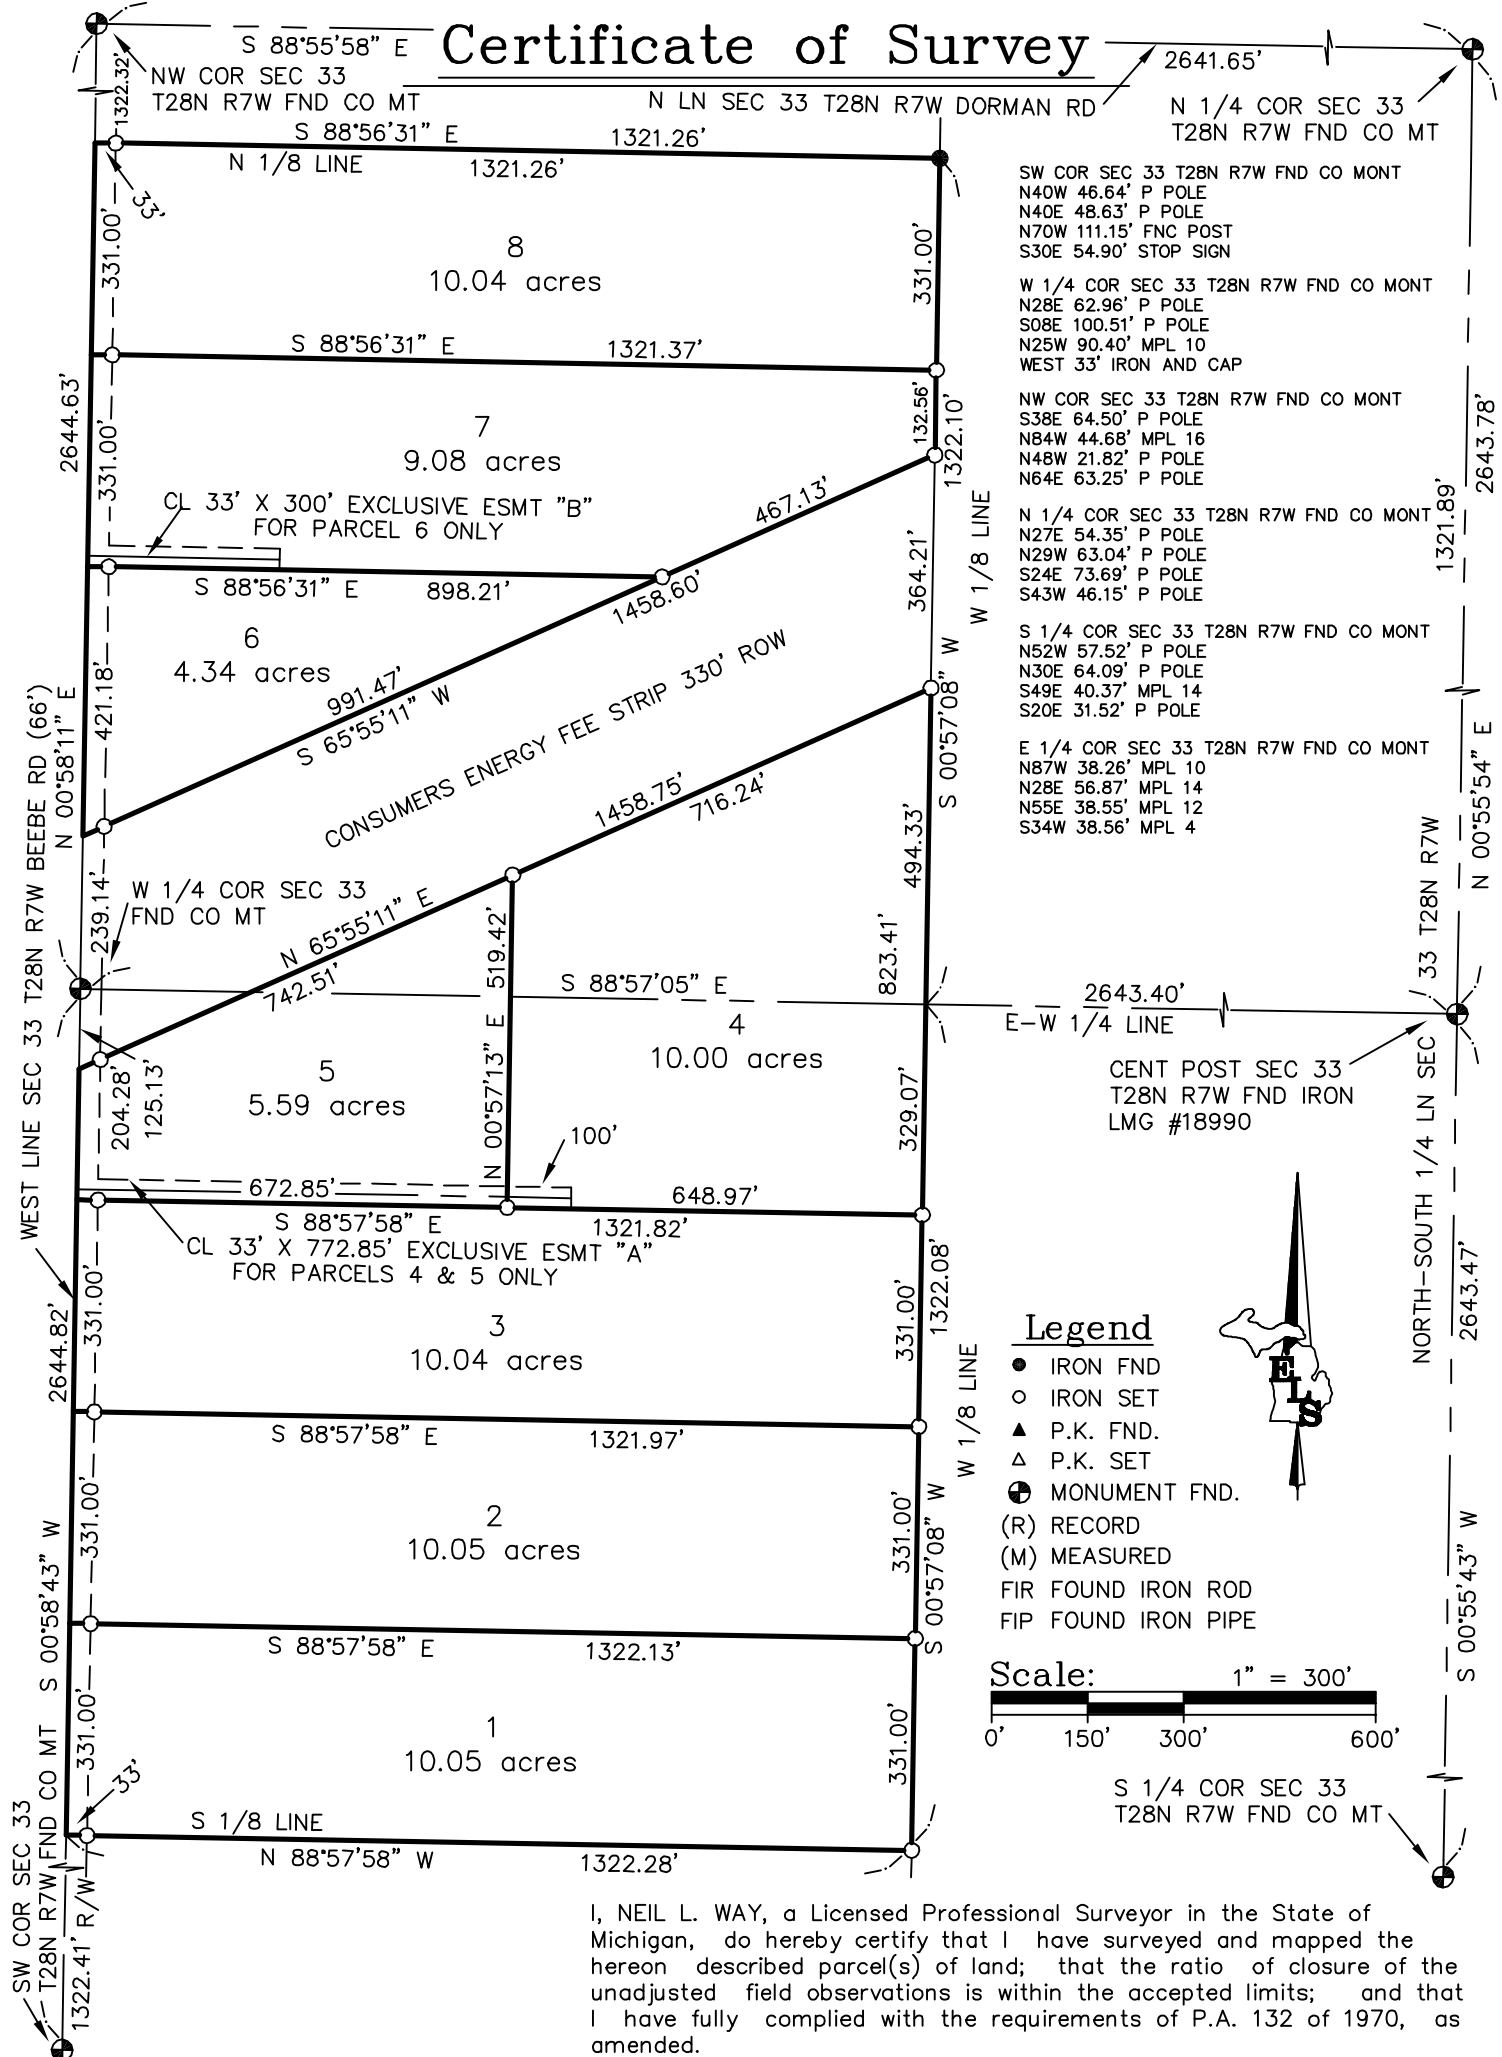 Certificate of Survey
S 88°55'58" E
2641.65'
NW COR SEC 33
T28N R7W FND CO MT
1322.32'
N LN SEC 33 T28N R7W DORMAN RD
N 1/4 COR SEC 33
T28N R7W FND CO MT
S 88°56'31" E
1321.26'
N 1/8 LINE
1321.26'
33'
331.00'
8
10.04 acres
331.00'
S 88°56'31" E
1321.37'
2644.63'
331.00'
7
9.08 acres
132.56'
1322.10'
CL 33' X 300' EXCLUSIVE ESMT "B"
FOR PARCEL 6 ONLY
467.13'
S 88°56'31" E
898.21'
1458.60'
364.21'
W 1/8 LINE
6
4.34 acres
421.18'
991.47'
S 65°55'11" W
CONSUMERS ENERGY FEE STRIP 330' ROW
S 00°57'08" W
N 00°58'11" E
WEST LINE SEC 33 T28N R7W BEEBE RD (66')
1458.75'
716.24'
494.33'
239.14'
W 1/4 COR SEC 33
FND CO MT
N 65°55'11" E
742.51'
519.42'
N 00°57'13" E
823.41'
S 88°57'05" E
2643.40'
E-W 1/4 LINE
4
10.00 acres
5
5.59 acres
204.28'
125.13'
329.07'
CENT POST SEC 33
T28N R7W FND IRON
LMG #18990
100'
672.85'
648.97'
S 88°57'58" E
1321.82'
CL 33' X 772.85' EXCLUSIVE ESMT "A"
FOR PARCELS 4 & 5 ONLY
2644.82'
331.00'
3
10.04 acres
331.00'
1322.08'
W 1/8 LINE
S 88°57'58" E
1321.97'
331.00'
2
10.05 acres
331.00'
S 00°57'08" W
S 00°58'43" W
S 88°57'58" E
1322.13'
331.00'
1
10.05 acres
331.00'
33'
S 1/8 LINE
N 88°57'58" W
1322.28'
SW COR SEC 33
T28N R7W FND CO MT
1322.41'
R/W
SW COR SEC 33 T28N R7W FND CO MONT
N40W 46.64' P POLE
N40E 48.63' P POLE
N70W 111.15' FNC POST
S30E 54.90' STOP SIGN
W 1/4 COR SEC 33 T28N R7W FND CO MONT
N28E 62.96' P POLE
S08E 100.51' P POLE
N25W 90.40' MPL 10
WEST 33' IRON AND CAP
NW COR SEC 33 T28N R7W FND CO MONT
S38E 64.50' P POLE
N84W 44.68' MPL 16
N48W 21.82' P POLE
N64E 63.25' P POLE
N 1/4 COR SEC 33 T28N R7W FND CO MONT
N27E 54.35' P POLE
N29W 63.04' P POLE
S24E 73.69' P POLE
S43W 46.15' P POLE
S 1/4 COR SEC 33 T28N R7W FND CO MONT
N52W 57.52' P POLE
N30E 64.09' P POLE
S49E 40.37' MPL 14
S20E 31.52' P POLE
E 1/4 COR SEC 33 T28N R7W FND CO MONT
N87W 38.26' MPL 10
N28E 56.87' MPL 14
N55E 38.55' MPL 12
S34W 38.56' MPL 4
2643.78'
1321.89'
N 00°55'54" E
NORTH-SOUTH 1/4 LN SEC 33 T28N R7W
2643.47'
S 00°55'43" W
Legend
IRON FND
IRON SET
P.K. FND.
P.K. SET
MONUMENT FND.
(R) RECORD
(M) MEASURED
FIR FOUND IRON ROD
FIP FOUND IRON PIPE
ELS
Scale:
1" = 300'
0' 150' 300' 600'
S 1/4 COR SEC 33
T28N R7W FND CO MT
I, NEIL L. WAY, a Licensed Professional Surveyor in the State of
Michigan, do hereby certify that I have surveyed and mapped the
hereon described parcel(s) of land; that the ratio of closure of the
unadjusted field observations is within the accepted limits; and that
I have fully complied with the requirements of P.A. 132 of 1970, as
amended.